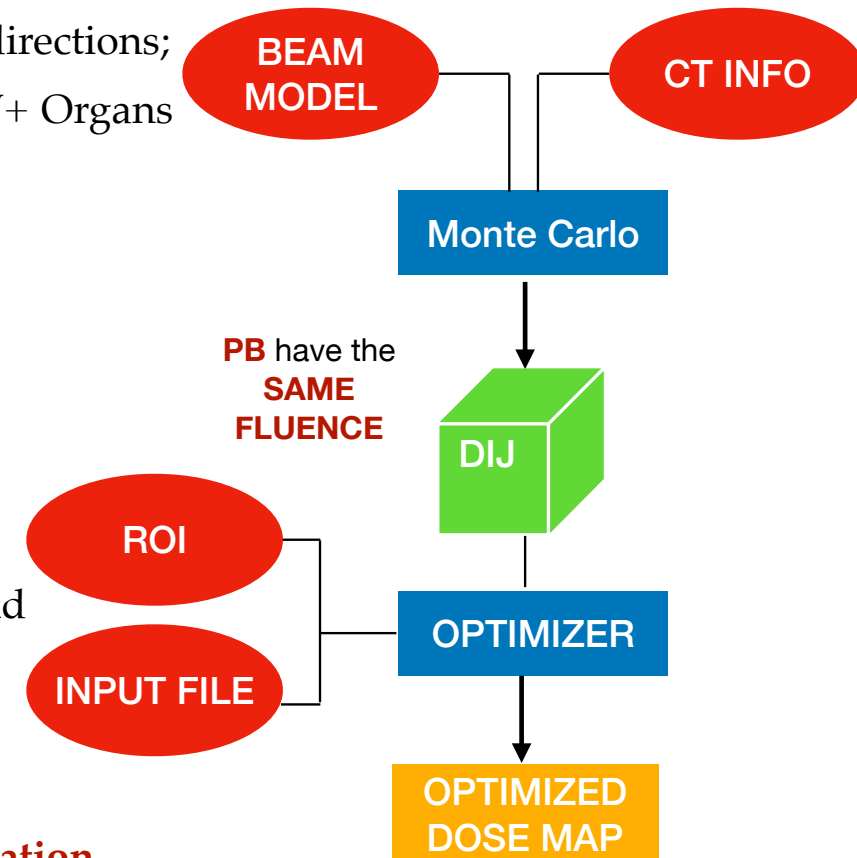 directions;
+ Organs
BEAM
MODEL
CT INFO
Monte Carlo
PB have the
SAME
FLUENCE
DIJ
ROI
INPUT FILE
OPTIMIZER
OPTIMIZED
DOSE MAP